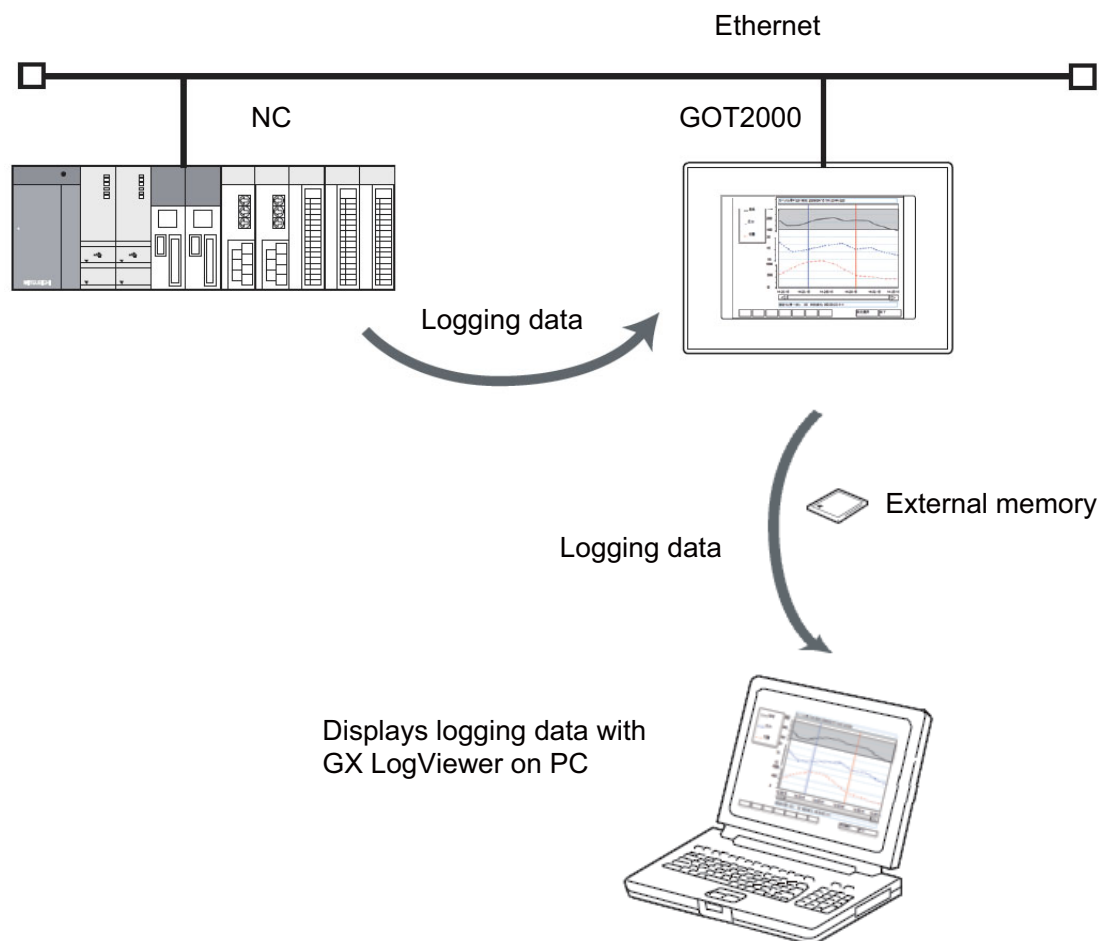 Ethernet
NC
GOT2000
Logging data
External memory
Logging data
Displays logging data with
GX LogViewer on PC